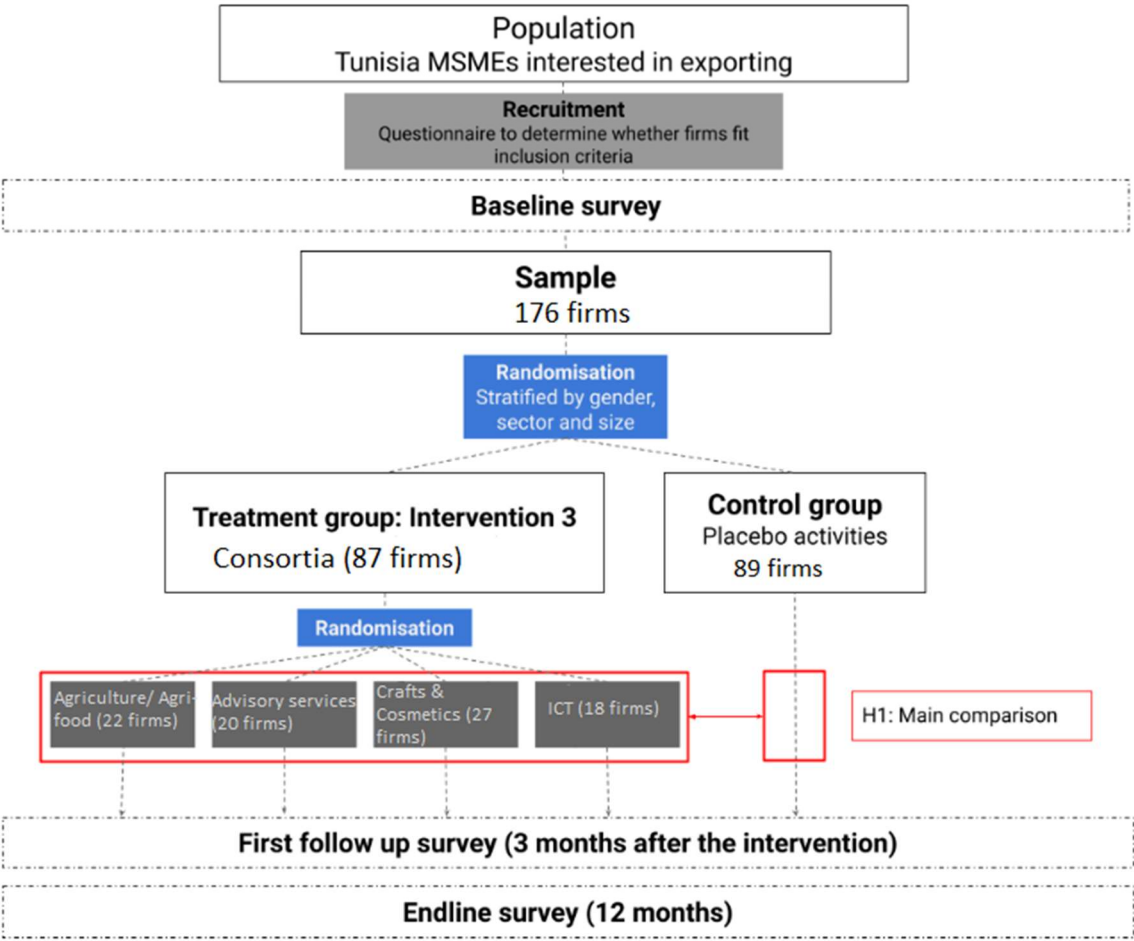 Population
Tunisia MSMEs interested in exporting
Recruitment
Questionnaire to determine whether firms fit
inclusion criteria
Baseline survey
Sample
176 firms
Randomisation
Stratified by gender,
sector and size
Treatment group: Intervention 3
Consortia (87 firms)
Control group
Placebo activities
89 firms
Randomisation
Agriculture/ Agri-
food (22 firms)
Advisory services
(20 firms)
Crafts &
Cosmetics (27
firms)
ICT (18 firms)
H1: Main comparison
First follow up survey (3 months after the intervention)
Endline survey (12 months)